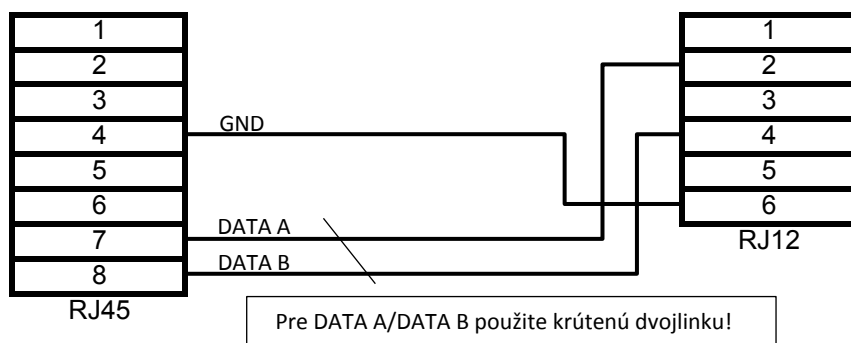 1
2
3
4
5
6
7
8
RJ45
GND
DATA A
DATA B
1
2
3
4
5
6
RJ12
Pre DATA A/DATA B použite krútenú dvojlinku!